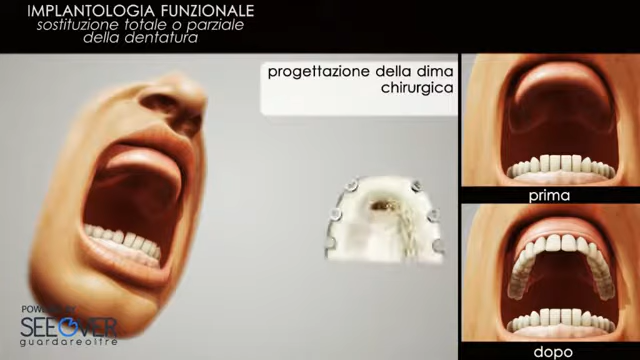 IMPLANTOLOGIA FUNZIONALE
sostituzione totale o parziale
della dentatura
progettazione della dima
chirurgica
prima
dopo
SEEOVER
guardareoltre